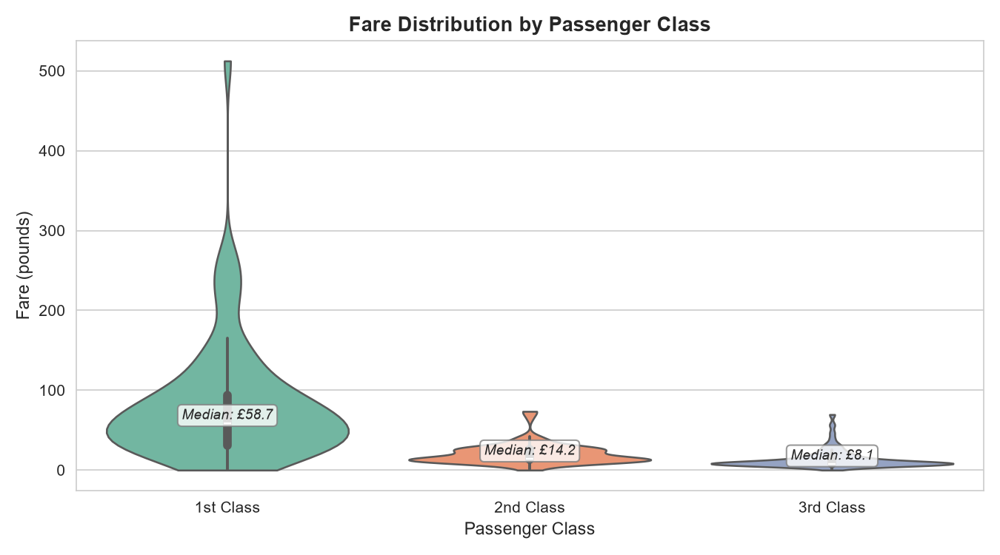 Fare Distribution by Passenger Class
Fare (pounds)
500
400
300
200
100
0
Median: £58.7
Median: £14.2
Median: £8.1
1st Class
2nd Class
3rd Class
Passenger Class